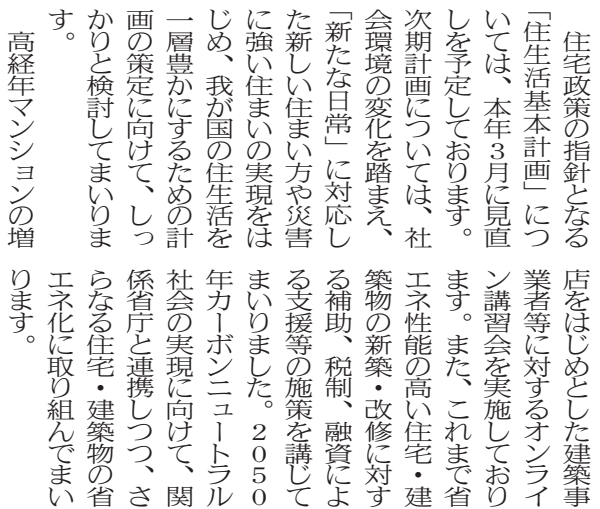 住宅政策の指針となる
「住生活基本計画」につ
いては、本年3月に見直
しを予定しております。
次期計画については、社
会環境の変化を踏まえ、
「新たな日常」に対応し
た新しい住まい方や災害
に強い住まいの実現をは
じめ、我が国の住生活を
一層豊かにするための計
画の策定に向けて、しっ
かりと検討してまいりま
す。
　高経年マンションの増
店をはじめとした建築事
業者等に対するオンライ
ン講習会を実施しており
ます。また、これまで省
エネ性能の高い住宅・建
築物の新築・改修に対す
る補助、税制、融資によ
る支援等の施策を講じて
まいりました。2050
年カーボンニュートラル
社会の実現に向けて、関
係省庁と連携しつつ、さ
らなる住宅・建築物の省
エネ化に取り組んでまい
ります。